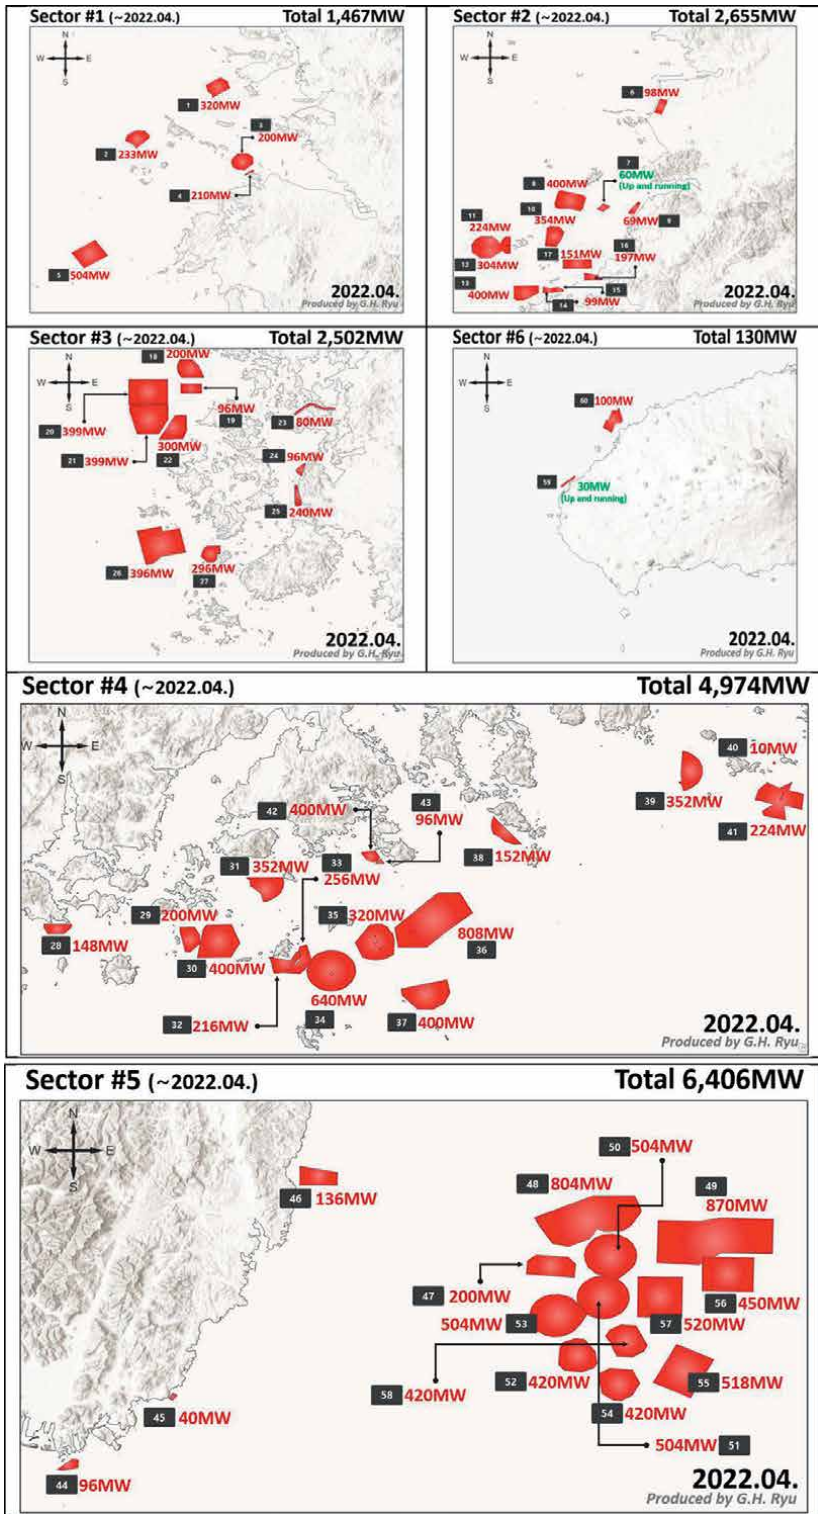 Sector #1 (~2022.04.) Total 1,467MW
N
W E
S
1 320MW
2 233MW
3
200MW
4 210MW
5 504MW
2022.04.
Produced by G.H. Ryu
Sector #2 (~2022.04.) Total 2,655MW
N
W E
S
6 98MW
7
60MW
(Up and running)
8 400MW
9
69MW
10
354MW
11
224MW
12 304MW
13
400MW
14
99MW
15
16
197MW
17 151MW
2022.04.
Produced by G.H. Ryu
Sector #3 (~2022.04.) Total 2,502MW
N
W E
S
18 200MW
96MW
19
20 399MW
21 399MW
300MW
22
23 80MW
24 96MW
25 240MW
26 396MW
296MW
27
2022.04.
Produced by G.H. Ryu
Sector #6 (~2022.04.) Total 130MW
N
W E
S
60 100MW
59
30MW
(Up and running)
2022.04.
Produced by G.H. Ryu
Sector #4 (~2022.04.) Total 4,974MW
N
W E
S
40 10MW
39 352MW
41 224MW
42 400MW
43
96MW
38 152MW
31 352MW
33
256MW
29 200MW
35 320MW
28 148MW
30 400MW
808MW
36
640MW
34
32 216MW
37 400MW
2022.04.
Produced by G.H. Ryu
Sector #5 (~2022.04.) Total 6,406MW
N
W E
S
50 504MW
48 804MW
49
870MW
46 136MW
47 200MW
56 450MW
504MW 53
57 520MW
58 420MW
52 420MW
55 518MW
54 420MW
45 40MW
504MW 51
44 96MW
2022.04.
Produced by G.H. Ryu